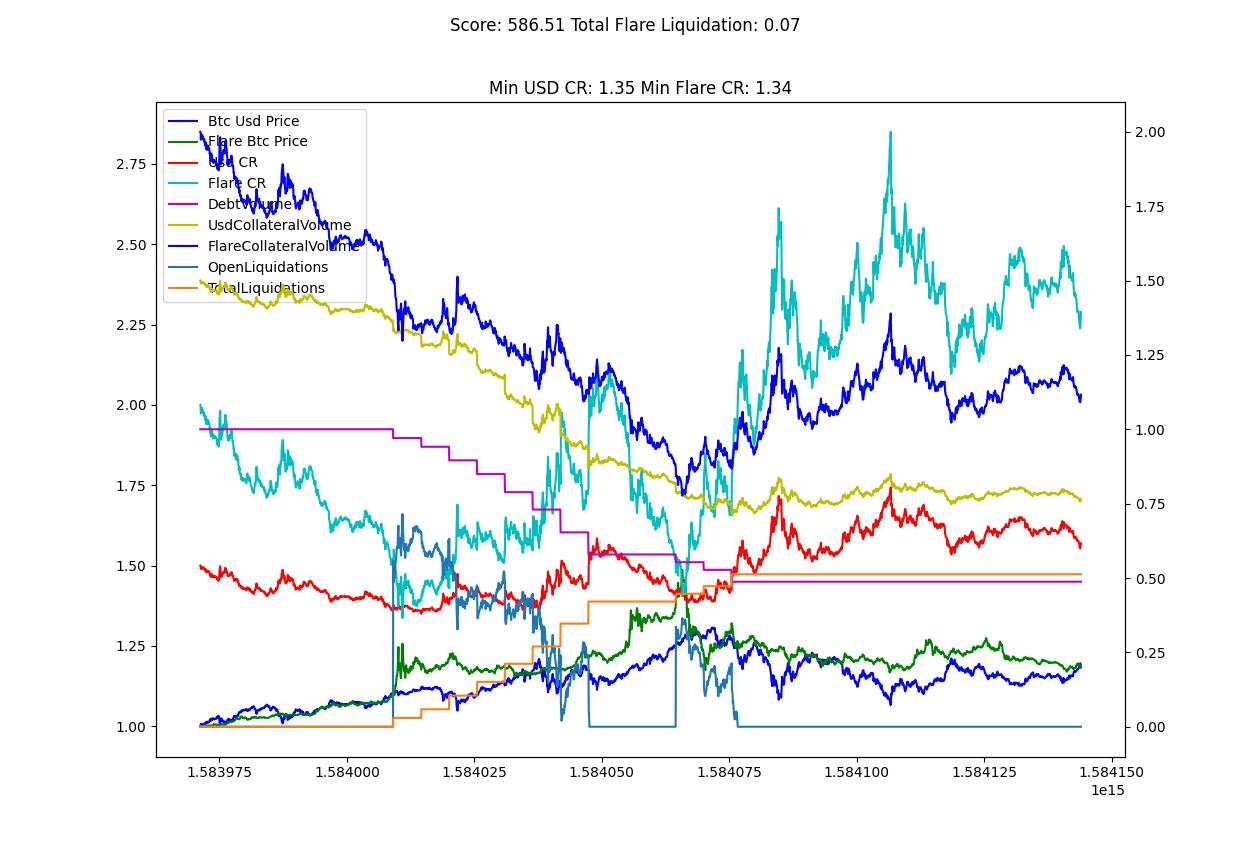 Score: 586.51 Total Flare Liquidation: 0.07
Min USD CR: 1.35 Min Flare CR: 1.34
Btc Usd Price
Flare Btc Price
Usd CR
Flare CR
DebtVolume
UsdCollateralVolume
FlareCollateralVolume
OpenLiquidations
TotalLiquidations
2.75
2.50
2.25
2.00
1.75
1.50
1.25
1.00
2.00
1.75
1.50
1.25
1.00
0.75
0.50
0.25
0.00
1.583975 1.584000 1.584025 1.584050 1.584075 1.584100 1.584125 1.584150
1e15